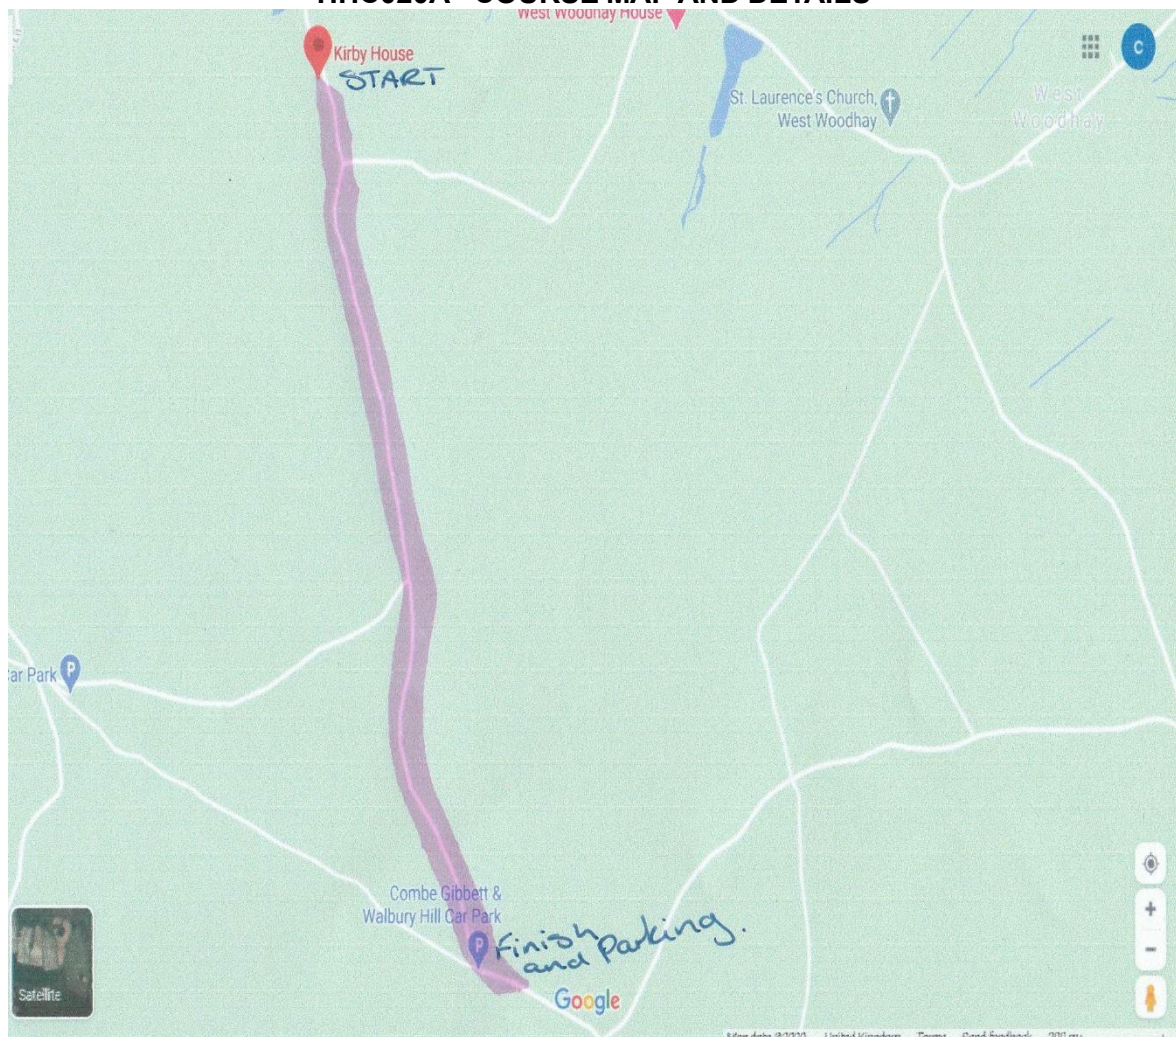 West Woodhay House
Kirby House
START
C
St. Laurence's Church,
West Woodhay
West
Woodhay
ar Park
P
Combe Gibbett &
Walbury Hill Car Park
P
Finish
and Parking.
Satellite
Google
United Kingdom Terms Send feedback